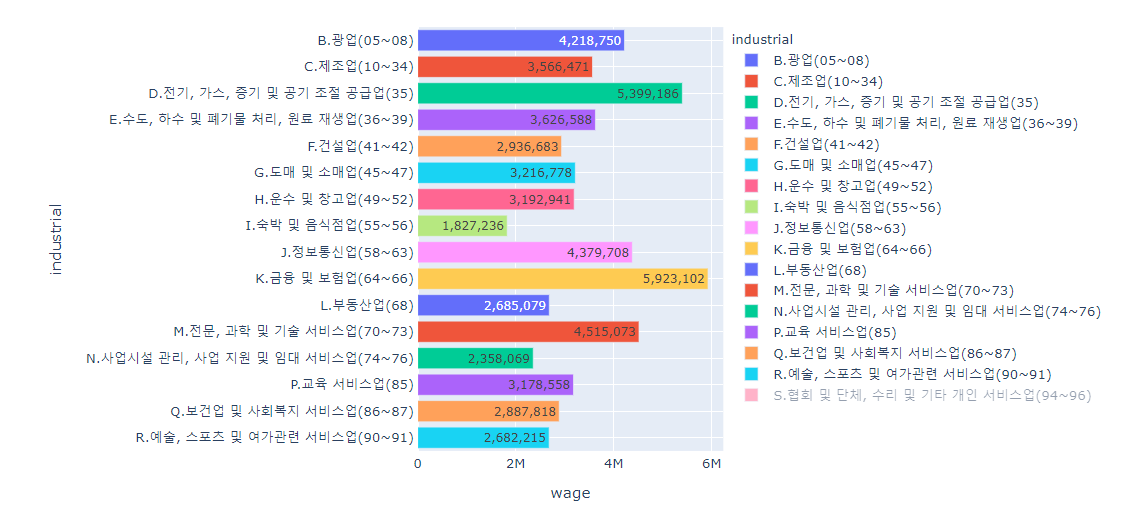 industrial
B.광업(05~08)
4,218,750
C.제조업(10~34)
3,566,471
D.전기, 가스, 증기 및 공기 조절 공급업(35)
5,399,186
E.수도, 하수 및 폐기물 처리, 원료 재생업(36~39)
3,626,588
F.건설업(41~42)
2,936,683
G.도매 및 소매업(45~47)
3,216,778
H.운수 및 창고업(49~52)
3,192,941
I.숙박 및 음식점업(55~56)
1,827,236
J.정보통신업(58~63)
4,379,708
K.금융 및 보험업(64~66)
5,923,102
L.부동산업(68)
2,685,079
M.전문, 과학 및 기술 서비스업(70~73)
4,515,073
N.사업시설 관리, 사업 지원 및 임대 서비스업(74~76)
2,358,069
P.교육 서비스업(85)
3,178,558
Q.보건업 및 사회복지 서비스업(86~87)
2,887,818
R.예술, 스포츠 및 여가관련 서비스업(90~91)
2,682,215
0 2M 4M 6M
wage
industrial
B.광업(05~08)
C.제조업(10~34)
D.전기, 가스, 증기 및 공기 조절 공급업(35)
E.수도, 하수 및 폐기물 처리, 원료 재생업(36~39)
F.건설업(41~42)
G.도매 및 소매업(45~47)
H.운수 및 창고업(49~52)
I.숙박 및 음식점업(55~56)
J.정보통신업(58~63)
K.금융 및 보험업(64~66)
L.부동산업(68)
M.전문, 과학 및 기술 서비스업(70~73)
N.사업시설 관리, 사업 지원 및 임대 서비스업(74~76)
P.교육 서비스업(85)
Q.보건업 및 사회복지 서비스업(86~87)
R.예술, 스포츠 및 여가관련 서비스업(90~91)
S.협회 및 단체, 수리 및 기타 개인 서비스업(94~96)